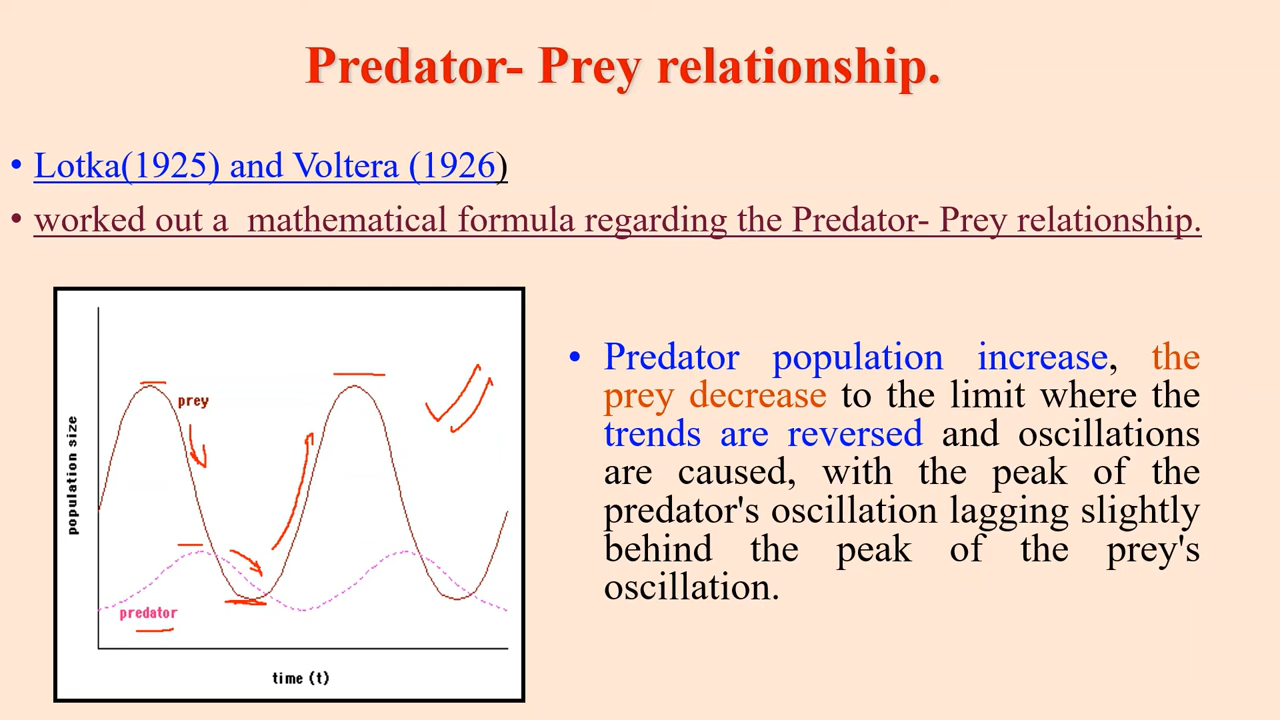 Predator- Prey relationship.
• Lotka(1925) and Voltera (1926)
• worked out a mathematical formula regarding the Predator- Prey relationship.
population size
prey
predator
time (t)
• Predator population increase, the
prey decrease to the limit where the
trends are reversed and oscillations
are caused, with the peak of the
predator's oscillation lagging slightly
behind the peak of the prey's
oscillation.